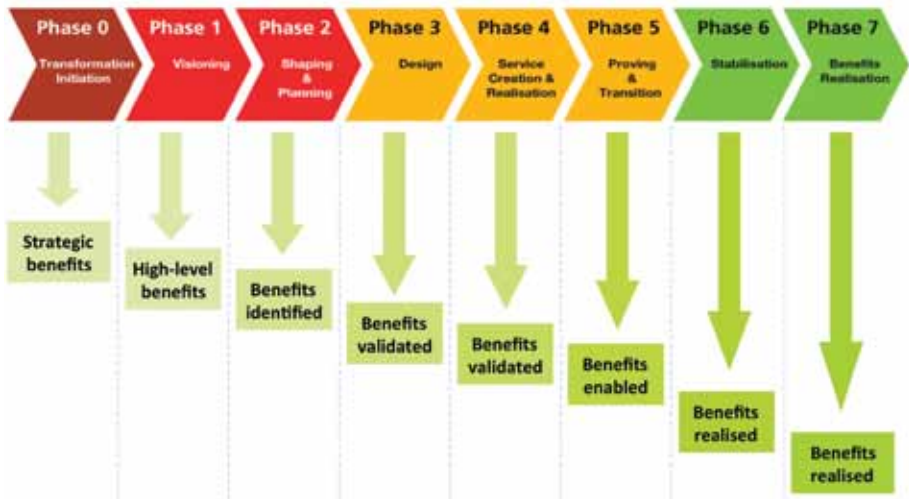 Phase 0
Transformation
Initiation
Phase 1
Visioning
Phase 2
Shaping
&
Planning
Phase 3
Design
Phase 4
Service
Creation &
Realisation
Phase 5
Proving
&
Transition
Phase 6
Stabilisation
Phase 7
Benefits
Realisation
Strategic
benefits
High-level
benefits
Benefits
identified
Benefits
validated
Benefits
validated
Benefits
enabled
Benefits
realised
Benefits
realised